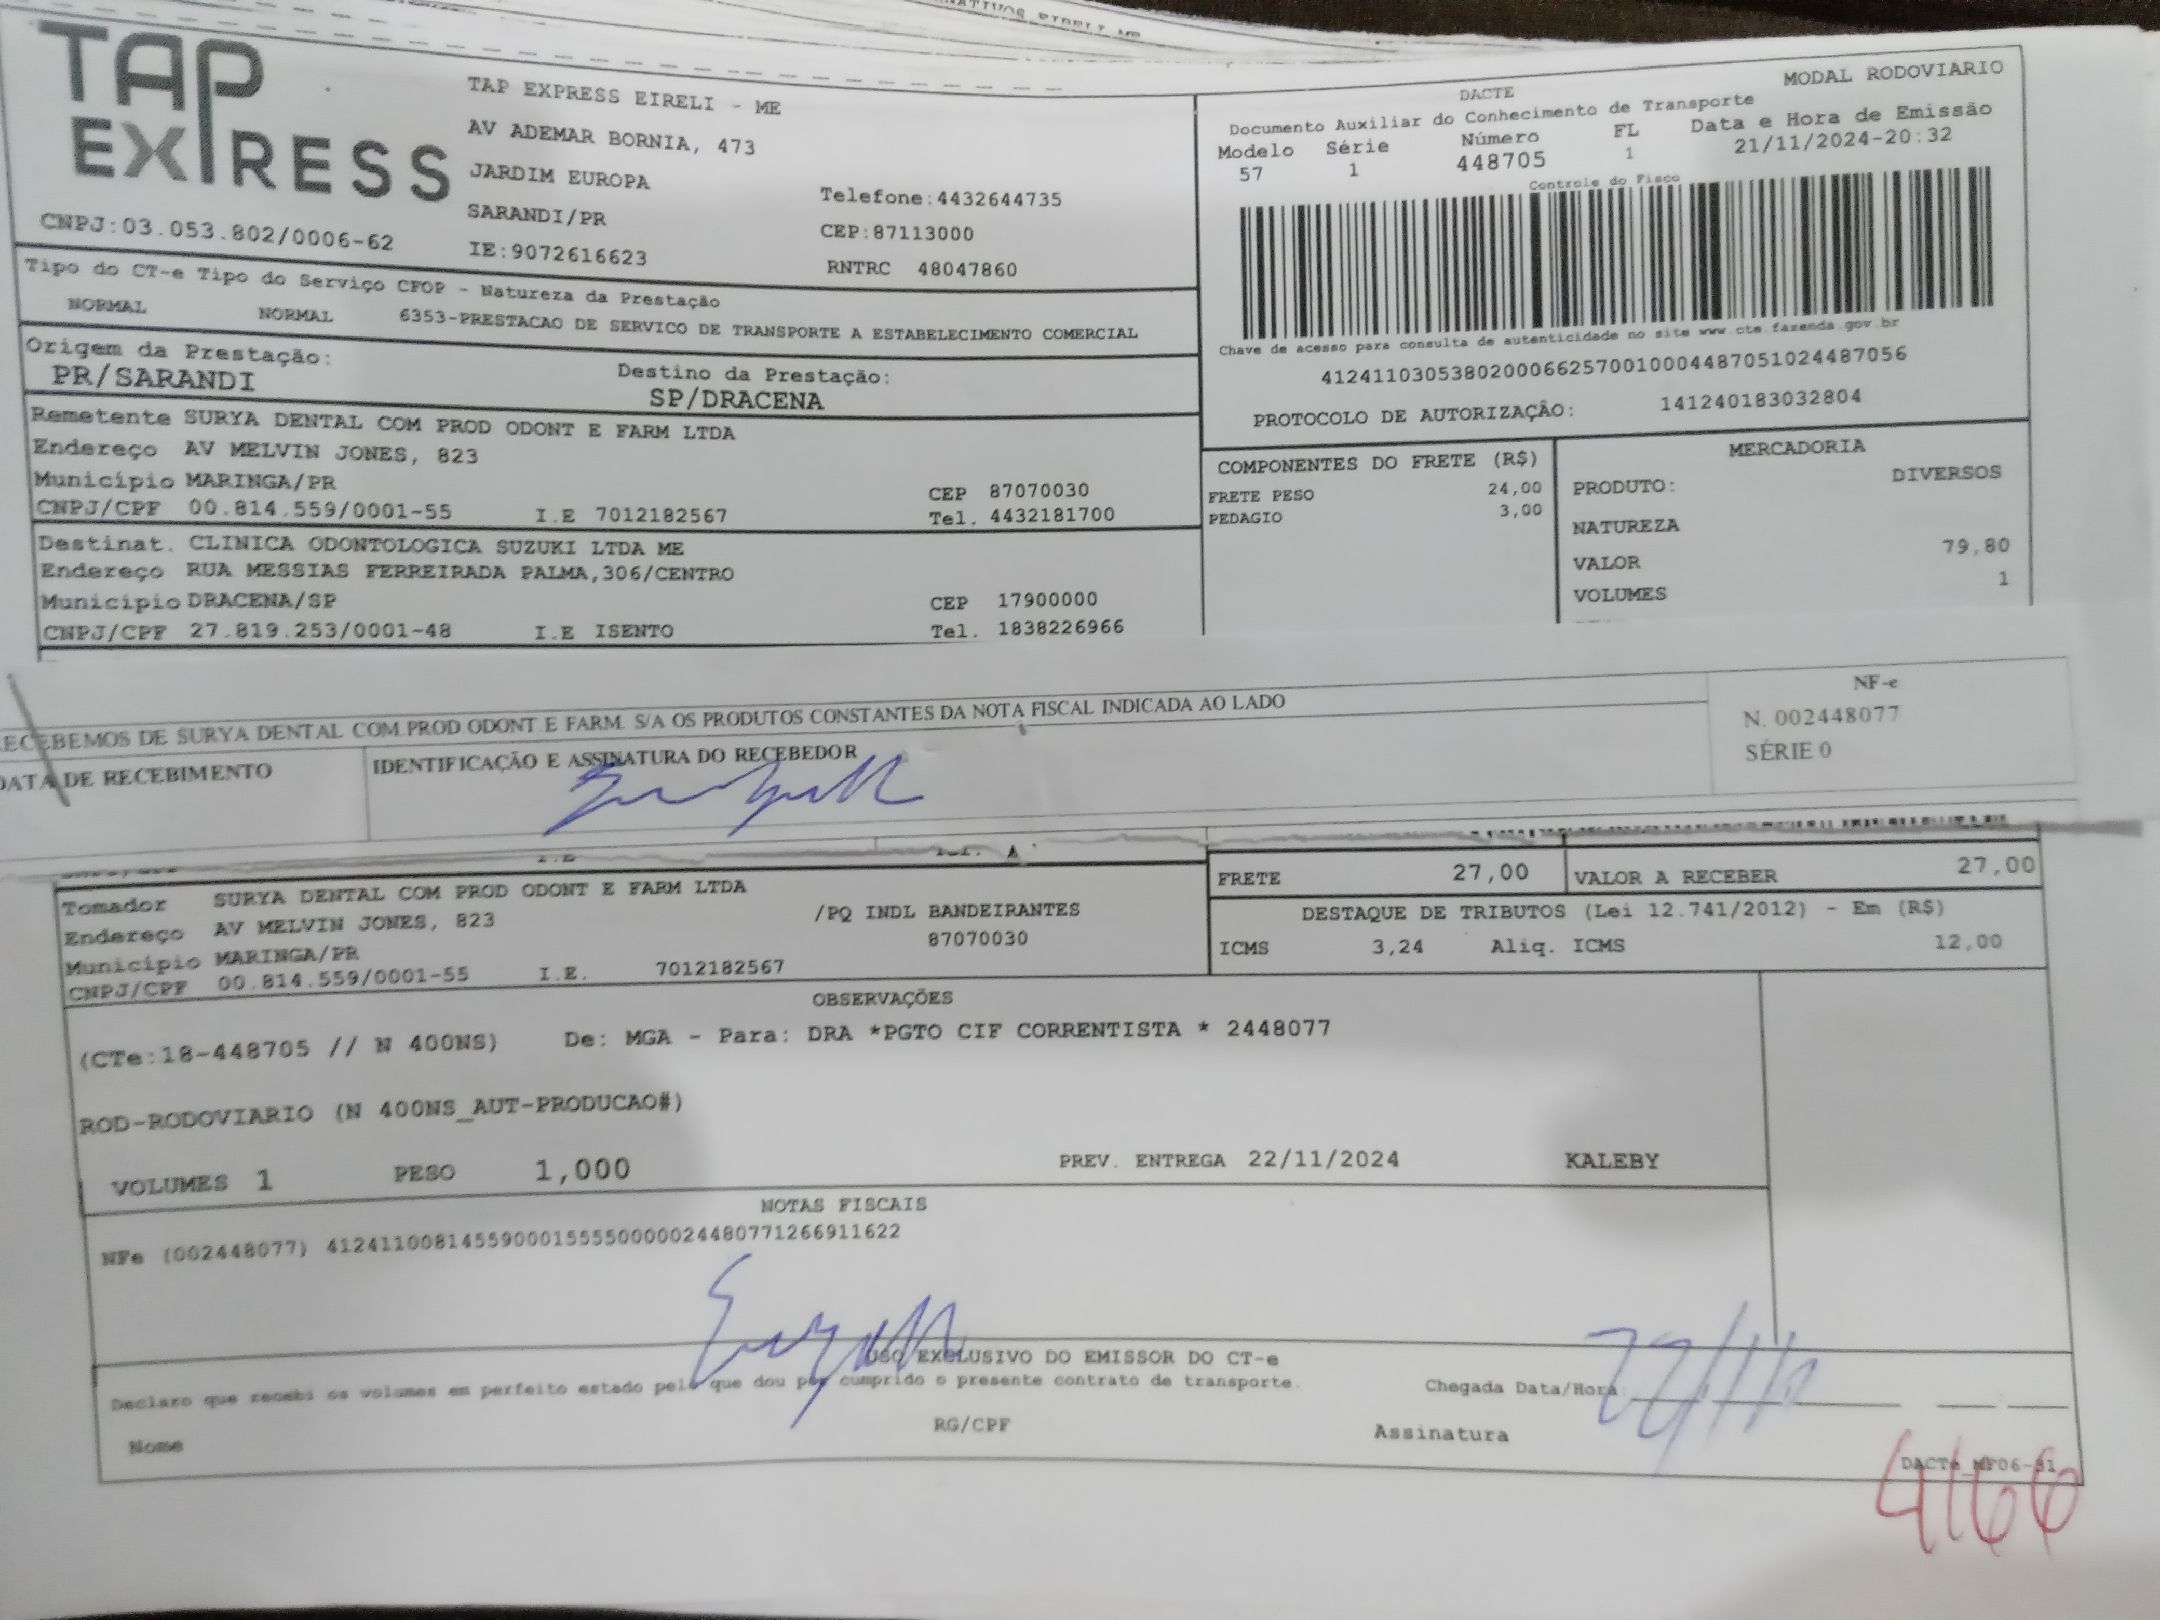 TAP
EXPRESS
CNPJ:03.053.802/0006-62
TAP EXPRESS EIRELI - ME
AV ADEMAR BORNIA, 473
JARDIM EUROPA
SARANDI/PR
IE:9072616623
Telefone:4432644735
CEP:87113000
RNTRC 48047860
MODAL RODOVIARIO
DACTE
Documento Auxiliar do Conhecimento de Transporte
Modelo Série Número FL Data e Hora de Emissão
57 1 448705 1 21/11/2024-20:32
Controle do Fisco
Chave de acesso para consulta de autenticidade no site www.cte.fazenda.gov.br
41241103053802000662570010004487051024487056
PROTOCOLO DE AUTORIZAÇÃO: 141240183032804
Tipo do CT-e Tipo do Serviço CFOP - Natureza da Prestação
NORMAL NORMAL 6353-PRESTACAO DE SERVICO DE TRANSPORTE A ESTABELECIMENTO COMERCIAL
Origem da Prestação: Destino da Prestação:
PR/SARANDI SP/DRACENA
Remetente SURYA DENTAL COM PROD ODONT E FARM LTDA
Endereço AV MELVIN JONES, 823
Município MARINGA/PR CEP 87070030
CNPJ/CPF 00.814.559/0001-55 I.E 7012182567 Tel. 4432181700
Destinat. CLINICA ODONTOLOGICA SUZUKI LTDA ME
Endereço RUA MESSIAS FERREIRADA PALMA,306/CENTRO
Município DRACENA/SP CEP 17900000
CNPJ/CPF 27.819.253/0001-48 I.E ISENTO Tel. 1838226966
COMPONENTES DO FRETE (R$)
FRETE PESO 24,00
PEDAGIO 3,00
MERCADORIA
PRODUTO: DIVERSOS
NATUREZA
VALOR 79,80
VOLUMES 1
RECEBEMOS DE SURYA DENTAL COM PROD ODONT E FARM. S/A OS PRODUTOS CONSTANTES DA NOTA FISCAL INDICADA AO LADO
DATA DE RECEBIMENTO IDENTIFICAÇÃO E ASSINATURA DO RECEBEDOR
NF-e
N. 002448077
SÉRIE 0
FRETE 27,00 VALOR A RECEBER 27,00
DESTAQUE DE TRIBUTOS (Lei 12.741/2012) - Em (R$)
ICMS 3,24 Aliq. ICMS 12,00
Tomador SURYA DENTAL COM PROD ODONT E FARM LTDA
Endereço AV MELVIN JONES, 823 /PQ INDL BANDEIRANTES
Município MARINGA/PR 87070030
CNPJ/CPF 00.814.559/0001-55 I.E. 7012182567
OBSERVAÇÕES
(CTe:18-448705 // N 400NS) De: MGA - Para: DRA *PGTO CIF CORRENTISTA * 2448077
ROD-RODOVIARIO (N 400NS_AUT-PRODUCAO#)
VOLUMES 1 PESO 1,000 PREV. ENTREGA 22/11/2024 KALEBY
NOTAS FISCAIS
NFe (002448077) 41241100814559000155550000024480771266911622
USO EXCLUSIVO DO EMISSOR DO CT-e
Declaro que recebi os volumes em perfeito estado pelo que dou por cumprido o presente contrato de transporte.
Chegada Data/Hora:
Nome RG/CPF Assinatura
4166